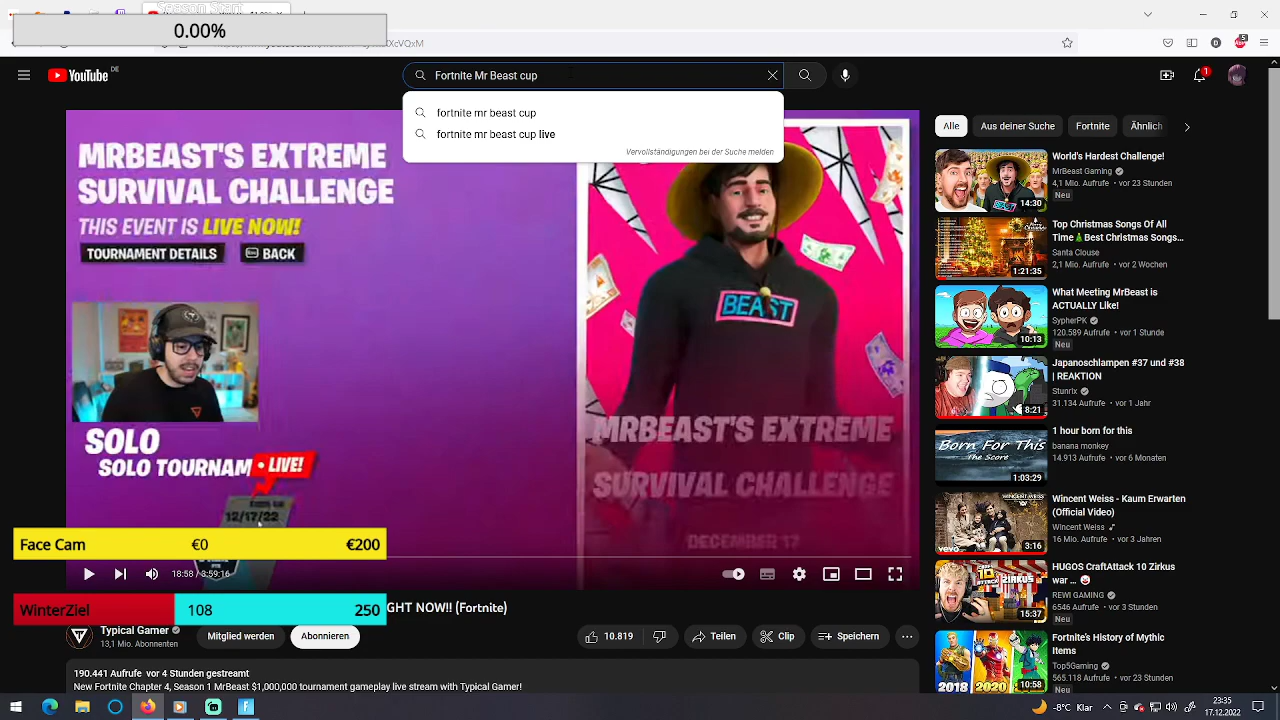 0.00%
XeVQxM
YouTube DE
Fortnite Mr Beast cup
fortnite mr beast cup
fortnite mr beast cup live
Vervollständigungen bei der Suche melden
1
MRBEAST'S EXTREME
SURVIVAL CHALLENGE
THIS EVENT IS LIVE NOW!
TOURNAMENT DETAILS
BACK
BEAST
SOLO
SOLO TOURNAM
• LIVE!
12/17/22
MRBEAST'S EXTREME
SURVIVAL CHALLENGE
DECEMBER 17
Face Cam €0 €200
18:58 / 3:59:16
WinterZiel 108 250
GHT NOW!! (Fortnite)
Typical Gamer
13,1 Mio. Abonnenten
Mitglied werden
Abonnieren
10.819
Teilen
Clip
190.441 Aufrufe vor 4 Stunden gestreamt
New Fortnite Chapter 4, Season 1 MrBeast $1,000,000 tournament gameplay live stream with Typical Gamer!
Alle
Aus deiner Suche
Fortnite
Ähnlich
World's Hardest Challenge!
MrBeast Gaming
4,1 Mio. Aufrufe • vor 23 Stunden
Neu
14:30
Top Christmas Songs Of All
Time🎄Best Christmas Songs...
Santa Clouse
2,1 Mio. Aufrufe • vor 2 Wochen
1:21:35
What Meeting MrBeast is
ACTUALLY Like!
SypherPK
120.589 Aufrufe • vor 1 Stunde
Neu
10:13
Japanoschlampen #37 und #38
| REAKTION
Stunrix
31.134 Aufrufe • vor 1 Jahr
8:21
1 hour born for this
banana monkey
14.913 Aufrufe • vor 6 Monaten
Born For This
The Score
1:03:29
Wincent Weiss - Kaum Erwarten
(Official Video)
Wincent Weiss
16 Mio. Aufrufe • vor 3 Jahren
3:16
HUGOS Craft Attack 10 Zirkus
war ...
REWI GAMING
6546 Aufrufe • vor 3 Stunden
Neu
15:37
Fortnite's History of Mythic
Items
Top5Gaming
565.118 Aufrufe • vor 23 Stunden
Neu
2018 2020
10:58
23:35
17.12.2022